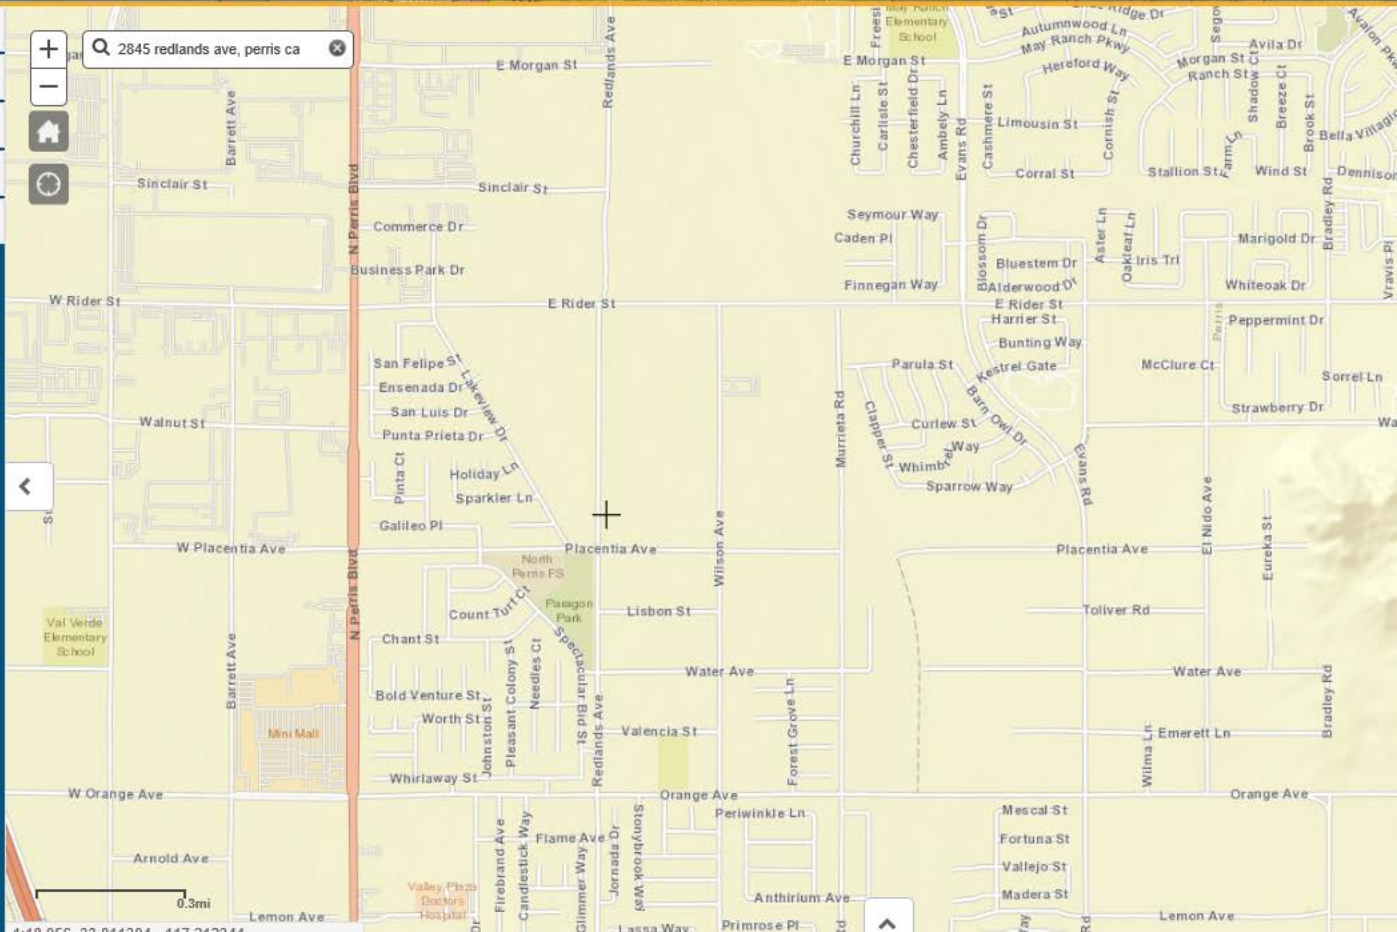 2845 redlands ave, perris ca
Elementary
School
Autumnwood Ln
May Ranch Pkwy
Avila Dr
E Morgan St
E Morgan St
Redlands Ave
Hereford Way
Morgan St
Ranch St
Shadow Ct
Breeze Ct
Brook St
Barrett Ave
Churchill Ln
Carlisle St
Chesterfield Dr
Ambely Ln
Evans Rd
Cashmere St
Limousin St
Cornish St
Farm Ln
Bella Villagio
Corral St
Stallion St
Wind St
Dennison
Sinclair St
Sinclair St
N Perris Blvd
Commerce Dr
Seymour Way
Caden Pl
Blossom Dr
Aster Ln
Oakleaf Ln
Marigold Dr
Bradley Rd
Business Park Dr
Bluestem Dr
Iris Trl
Finnegan Way
Alderwood Dr
Whiteoak Dr
Vravis Pl
W Rider St
E Rider St
E Rider St
Harrier St
Perris
Peppermint Dr
Bunting Way
San Felipe St
Parula St
Kestrel Gate
McClure Ct
Ensenada Dr
Lakeview Dr
Sorrel Ln
San Luis Dr
Murrieta Rd
Barn Owl Dr
Strawberry Dr
Walnut St
Clapper St
Curlew St
Wa
Punta Prieta Dr
Whimbrel Way
Evans Rd
Pinta Ct
Holiday Ln
Sparkler Ln
Sparrow Way
El Nido Ave
Eureka St
Galileo Pl
Wilson Ave
W Placentia Ave
Placentia Ave
Placentia Ave
North
Perris FS
N Perris Blvd
Count Turf Ct
Paragon
Park
Lisbon St
Toliver Rd
Val Verde
Elementary
School
Chant St
Spectacular Bid St
Barrett Ave
Pleasant Colony St
Needles Ct
Water Ave
Water Ave
Bold Venture St
Johnston St
Redlands Ave
Forest Grove Ln
Bradley Rd
Worth St
Mini Mall
Valencia St
Wilma Ln
Emerett Ln
Whirlaway St
W Orange Ave
Orange Ave
Orange Ave
Periwinkle Ln
Mescal St
Firebrand Ave
Candlestick Way
Flame Ave
Jornada Dr
Stonybrook Way
Fortuna St
Arnold Ave
Glimmer Way
Vallejo St
Valley Plaza
Doctors
Hospital
Anthirium Ave
Madera St
0.3mi
Lemon Ave
Primrose Pl
Lemon Ave
Rd